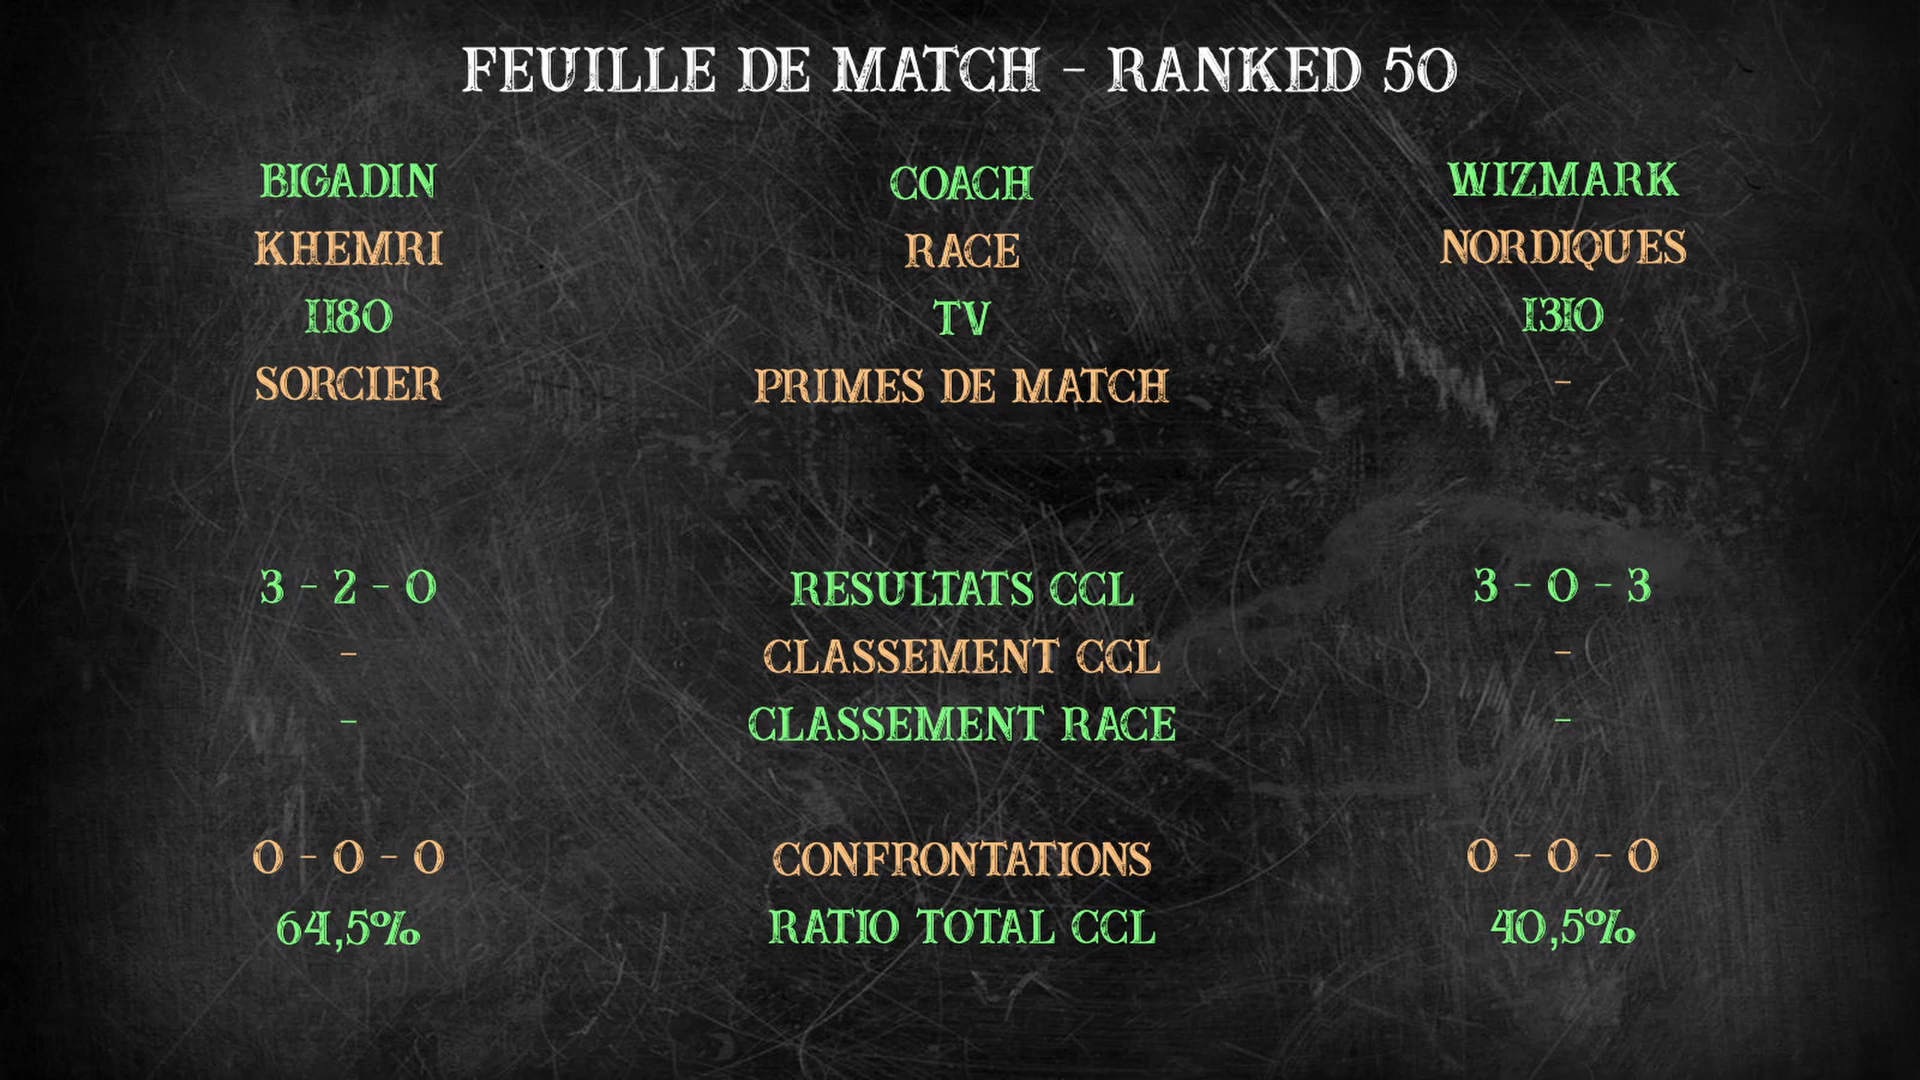 FEUILLE DE MATCH - RANKED 50
BIGADIN COACH WIZMARK
KHEMRI RACE NORDIQUES
1180 TV 1310
SORCIER PRIMES DE MATCH -
3 - 2 - 0 RESULTATS CCL 3 - 0 - 3
- CLASSEMENT CCL -
- CLASSEMENT RACE -
0 - 0 - 0 CONFRONTATIONS 0 - 0 - 0
64,5% RATIO TOTAL CCL 40,5%